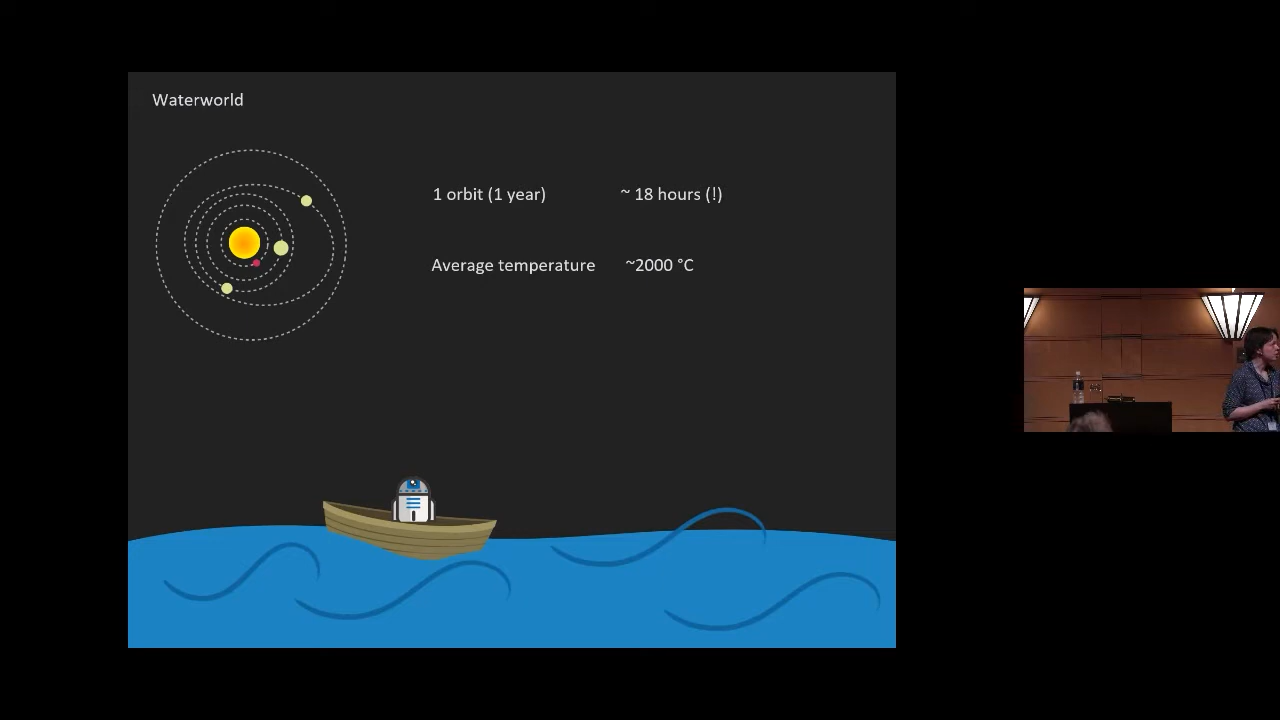 Waterworld
1 orbit (1 year) ~ 18 hours (!)
Average temperature ~2000 °C